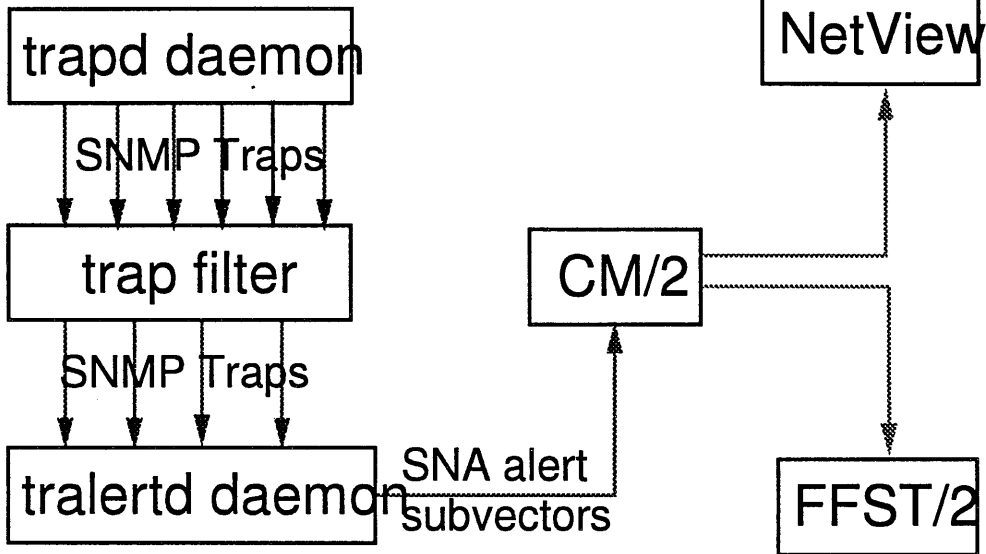 trapd daemon
SNMP Traps
trap filter
SNMP Traps
tralertd daemon
SNA alert
subvectors
CM/2
NetView
FFST/2